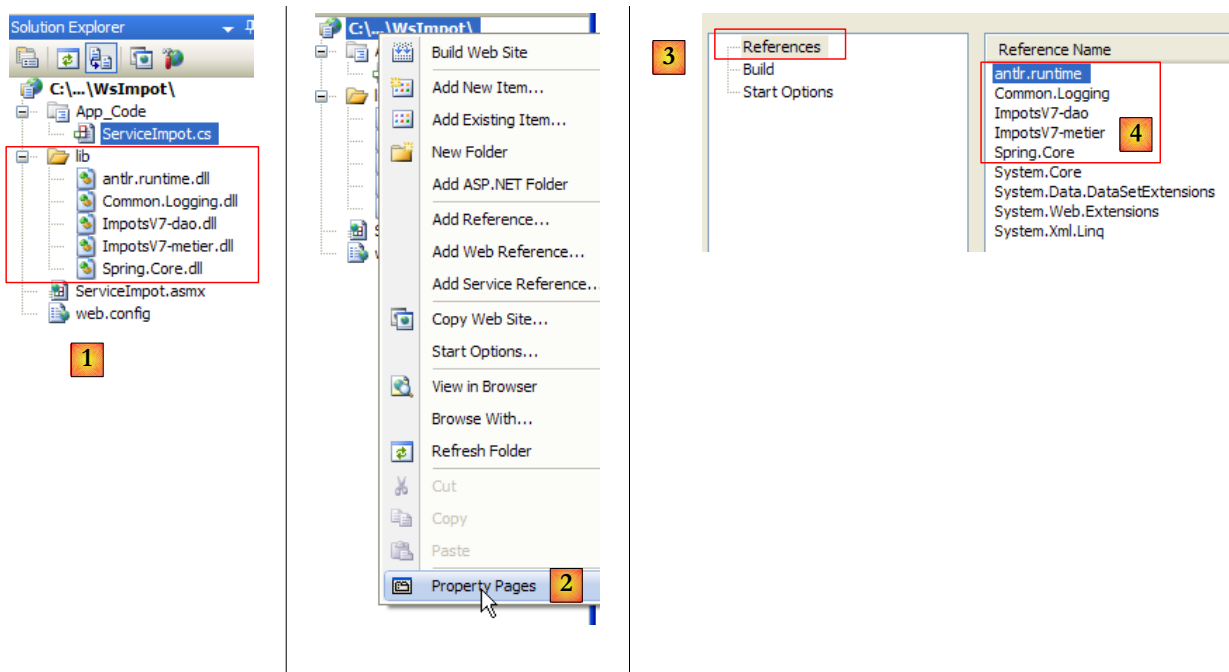 Solution Explorer
C:\...\WsImpot\
App_Code
ServiceImpot.cs
lib
antlr.runtime.dll
Common.Logging.dll
ImpotsV7-dao.dll
ImpotsV7-metier.dll
Spring.Core.dll
ServiceImpot.asmx
web.config
1
C:\...\WsImpot\
Build Web Site
Add New Item...
Add Existing Item...
New Folder
Add ASP.NET Folder
Add Reference...
Add Web Reference...
Add Service Reference...
Copy Web Site...
Start Options...
View in Browser
Browse With...
Refresh Folder
Cut
Copy
Paste
Property Pages
2
3
References
Build
Start Options
Reference Name
antlr.runtime
Common.Logging
ImpotsV7-dao
ImpotsV7-metier
4
Spring.Core
System.Core
System.Data.DataSetExtensions
System.Web.Extensions
System.Xml.Linq